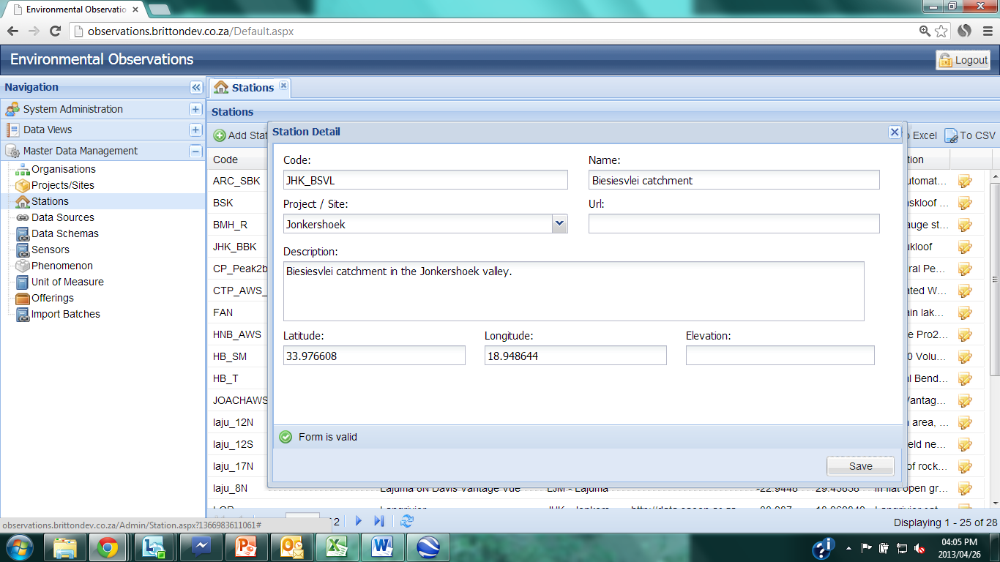 Environmental Observatio
observations.brittondev.co.za/Default.aspx
Environmental Observations
Logout
Navigation
System Administration
Data Views
Master Data Management
Organisations
Projects/Sites
Stations
Data Sources
Data Schemas
Sensors
Phenomenon
Unit of Measure
Offerings
Import Batches
Stations
Stations
Add Stat
Excel To CSV
Code
ARC_SBK
BSK
BMH_R
JHK_BBK
CP_Peak2b
CTP_AWS_
FAN
HNB_AWS
HB_SM
HB_T
JOACHAWS
laju_12N
laju_12S
laju_17N
laju_8N Lajuma 8N Davis Vantage Vue LJM - Lajuma -22.9448 29.43838 in flat open gr...
Station Detail
Code: Name:
JHK_BSVL Biesiesvlei catchment
Project / Site: Url:
Jonkershoek
Description:
Biesiesvlei catchment in the Jonkershoek valley.
Latitude: Longitude: Elevation:
33.976608 18.948644
Form is valid
Save
tion
utomat...
skloof ...
auge st...
ukloof
ral Pe...
ated W...
ain lak...
e Pro2...
0 Volu...
al Bend...
Vantag...
n area, ...
eld ne...
of rock...
2
Displaying 1 - 25 of 28
observations.brittondev.co.za/Admin/Station.aspx?1366983611061#
04:05 PM
2013/04/26